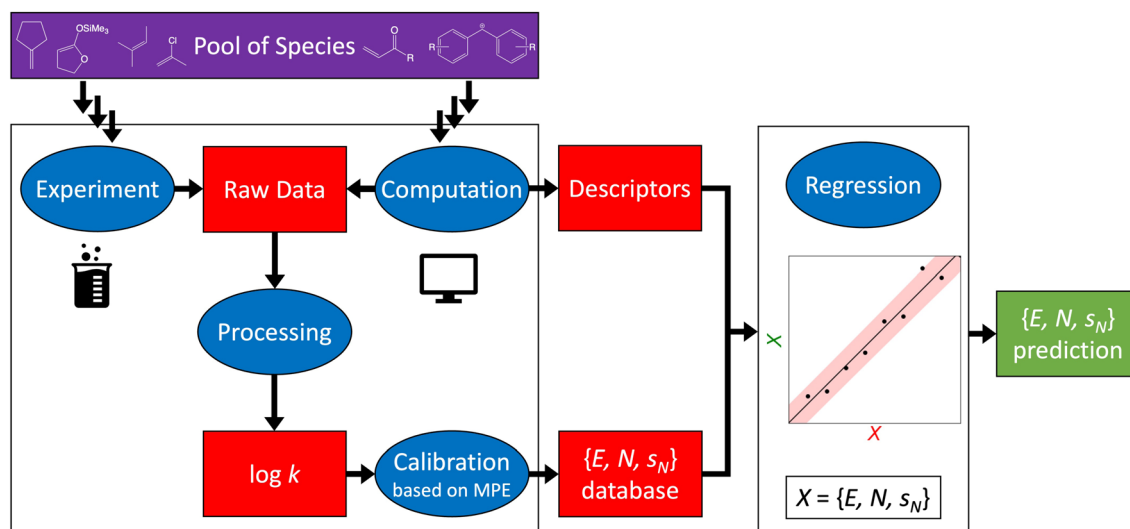 OSiMe3
O
Cl
Pool of Species
O
R
R
⊕
R
Experiment
Raw Data
Computation
Descriptors
Regression
Processing
X
X
{E, N, sN}
prediction
log k
Calibration
based on MPE
{E, N, sN}
database
X = {E, N, sN}